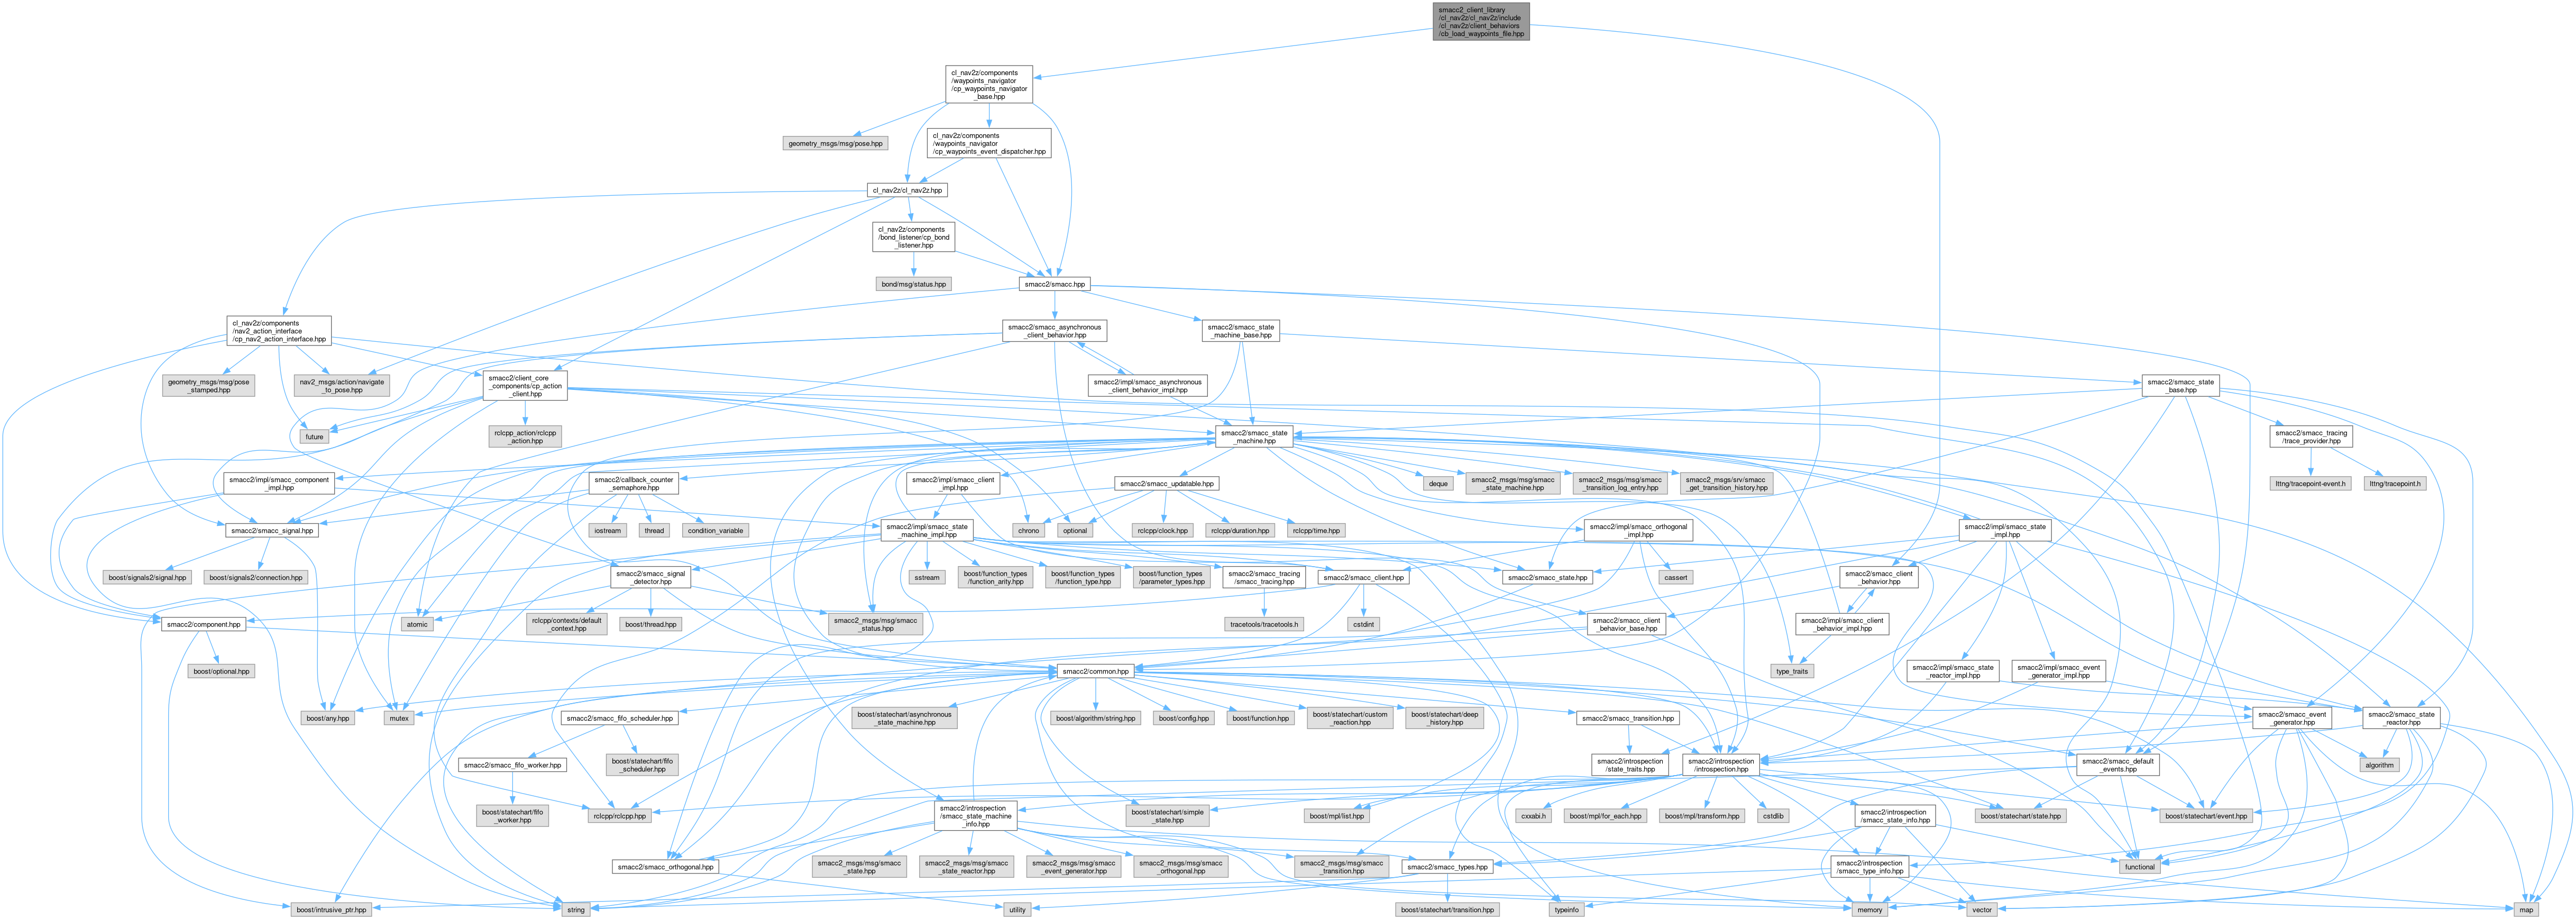 smacc2_client_library
/cl_nav2z/cl_nav2z/include
/cl_nav2z/client_behaviors
/cb_load_waypoints_file.hpp
cl_nav2z/components
/waypoints_navigator
/cp_waypoints_navigator
_base.hpp
geometry_msgs/msg/pose.hpp
cl_nav2z/components
/waypoints_navigator
/cp_waypoints_event_dispatcher.hpp
cl_nav2z/cl_nav2z.hpp
cl_nav2z/components
/bond_listener/cp_bond
_listener.hpp
bond/msg/status.hpp
smacc2/smacc.hpp
cl_nav2z/components
/nav2_action_interface
/cp_nav2_action_interface.hpp
smacc2/smacc_asynchronous
_client_behavior.hpp
smacc2/smacc_state
_machine_base.hpp
geometry_msgs/msg/pose
_stamped.hpp
nav2_msgs/action/navigate
_to_pose.hpp
smacc2/client_core
_components/cp_action
_client.hpp
smacc2/impl/smacc_asynchronous
_client_behavior_impl.hpp
smacc2/smacc_state
_base.hpp
future
rclcpp_action/rclcpp
_action.hpp
smacc2/smacc_state
_machine.hpp
smacc2/smacc_tracing
/trace_provider.hpp
smacc2/impl/smacc_component
_impl.hpp
smacc2/callback_counter
_semaphore.hpp
smacc2/impl/smacc_client
_impl.hpp
smacc2/smacc_updatable.hpp
deque
smacc2_msgs/msg/smacc
_state_machine.hpp
smacc2_msgs/msg/smacc
_transition_log_entry.hpp
smacc2_msgs/srv/smacc
_get_transition_history.hpp
lttng/tracepoint-event.h
lttng/tracepoint.h
smacc2/smacc_signal.hpp
iostream
thread
condition_variable
smacc2/impl/smacc_state
_machine_impl.hpp
chrono
optional
rclcpp/clock.hpp
rclcpp/duration.hpp
rclcpp/time.hpp
smacc2/impl/smacc_orthogonal
_impl.hpp
smacc2/impl/smacc_state
_impl.hpp
boost/signals2/signal.hpp
boost/signals2/connection.hpp
smacc2/smacc_signal
_detector.hpp
sstream
boost/function_types
/function_arity.hpp
boost/function_types
/function_type.hpp
boost/function_types
/parameter_types.hpp
smacc2/smacc_tracing
/smacc_tracing.hpp
smacc2/smacc_client.hpp
smacc2/smacc_state.hpp
cassert
smacc2/smacc_client
_behavior.hpp
smacc2/component.hpp
atomic
rclcpp/contexts/default
_context.hpp
boost/thread.hpp
smacc2_msgs/msg/smacc
_status.hpp
tracetools/tracetools.h
cstdint
smacc2/smacc_client
_behavior_base.hpp
smacc2/impl/smacc_client
_behavior_impl.hpp
boost/optional.hpp
smacc2/common.hpp
type_traits
smacc2/impl/smacc_state
_reactor_impl.hpp
smacc2/impl/smacc_event
_generator_impl.hpp
boost/any.hpp
mutex
smacc2/smacc_fifo_scheduler.hpp
boost/statechart/asynchronous
_state_machine.hpp
boost/algorithm/string.hpp
boost/config.hpp
boost/function.hpp
boost/statechart/custom
_reaction.hpp
boost/statechart/deep
_history.hpp
smacc2/smacc_transition.hpp
smacc2/smacc_event
_generator.hpp
smacc2/smacc_state
_reactor.hpp
smacc2/smacc_fifo_worker.hpp
boost/statechart/fifo
_scheduler.hpp
smacc2/introspection
/state_traits.hpp
smacc2/introspection
/introspection.hpp
smacc2/smacc_default
_events.hpp
algorithm
boost/statechart/fifo
_worker.hpp
rclcpp/rclcpp.hpp
smacc2/introspection
/smacc_state_machine
_info.hpp
boost/statechart/simple
_state.hpp
boost/mpl/list.hpp
cxxabi.h
boost/mpl/for_each.hpp
boost/mpl/transform.hpp
cstdlib
smacc2/introspection
/smacc_state_info.hpp
boost/statechart/state.hpp
boost/statechart/event.hpp
smacc2/smacc_orthogonal.hpp
smacc2_msgs/msg/smacc
_state.hpp
smacc2_msgs/msg/smacc
_state_reactor.hpp
smacc2_msgs/msg/smacc
_event_generator.hpp
smacc2_msgs/msg/smacc
_orthogonal.hpp
smacc2_msgs/msg/smacc
_transition.hpp
smacc2/smacc_types.hpp
smacc2/introspection
/smacc_type_info.hpp
functional
boost/intrusive_ptr.hpp
string
utility
boost/statechart/transition.hpp
typeinfo
memory
vector
map